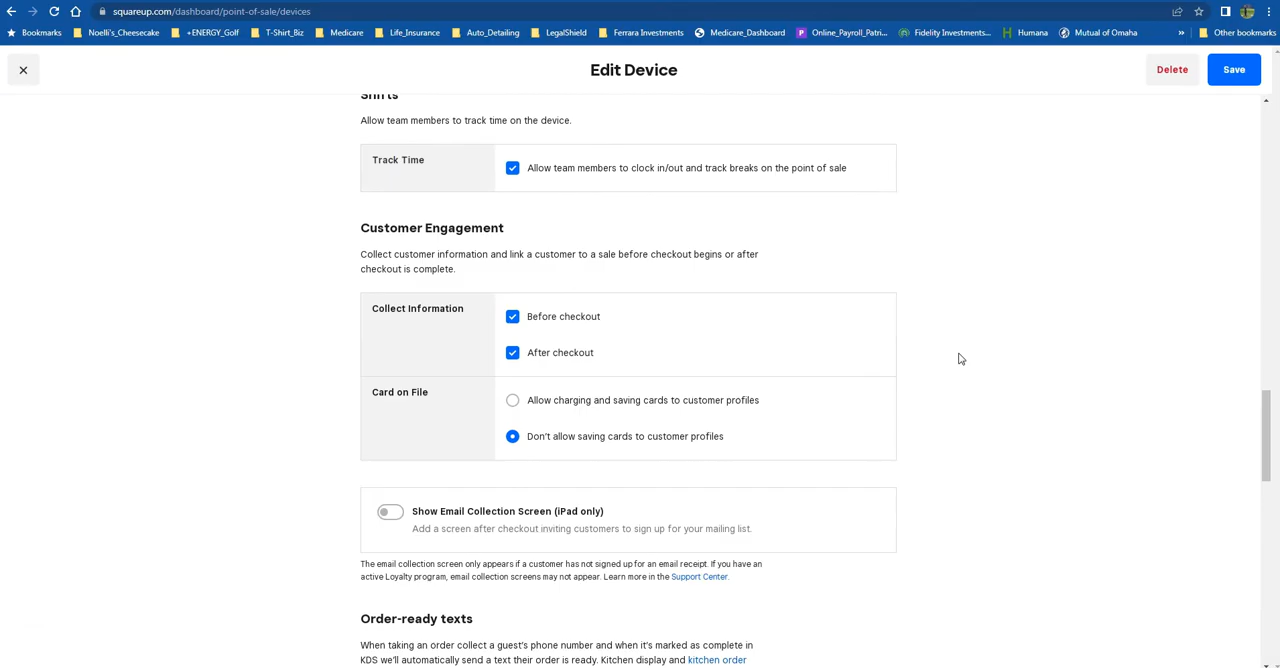 squareup.com/dashboard/point-of-sale/devices
Bookmarks Noelli's_Cheesecake +ENERGY_Golf T-Shirt_Biz Medicare Life_Insurance Auto_Detailing LegalShield Ferrara Investments Medicare_Dashboard Online_Payroll_Patri... Fidelity Investments... Humana Mutual of Omaha » Other bookmarks
Edit Device
Delete
Save
Shifts
Allow team members to track time on the device.
Track Time
Allow team members to clock in/out and track breaks on the point of sale
Customer Engagement
Collect customer information and link a customer to a sale before checkout begins or after
checkout is complete.
Collect Information
Before checkout
After checkout
Card on File
Allow charging and saving cards to customer profiles
Don't allow saving cards to customer profiles
Show Email Collection Screen (iPad only)
Add a screen after checkout inviting customers to sign up for your mailing list.
The email collection screen only appears if a customer has not signed up for an email receipt. If you have an
active Loyalty program, email collection screens may not appear. Learn more in the Support Center.
Order-ready texts
When taking an order collect a guest's phone number and when it's marked as complete in
KDS we'll automatically send a text their order is ready. Kitchen display and kitchen order